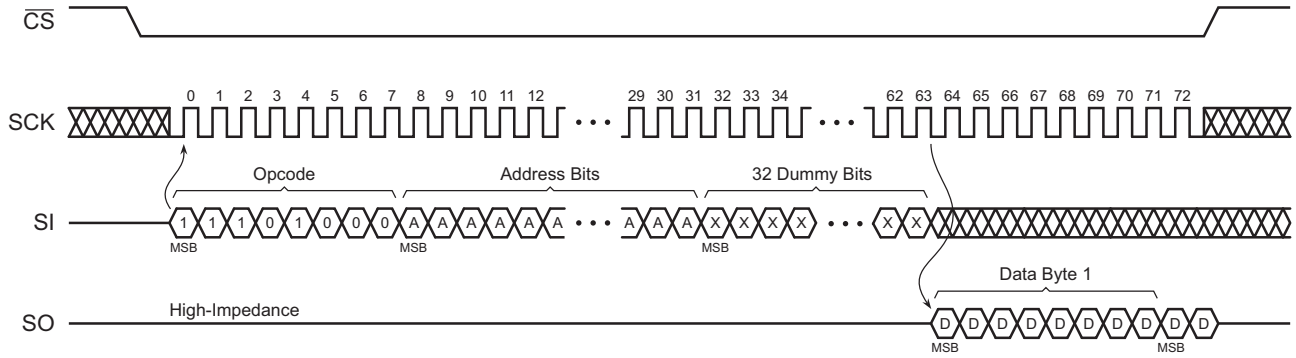 CS
0 1 2 3 4 5 6 7 8 9 10 11 12 29 30 31 32 33 34 62 63 64 65 66 67 68 69 70 71 72
SCK
Opcode Address Bits 32 Dummy Bits
SI 1 1 1 0 1 0 0 0 A A A A A A A A A X X X X X X
MSB MSB MSB
Data Byte 1
High-Impedance
SO D D D D D D D D D D
MSB MSB